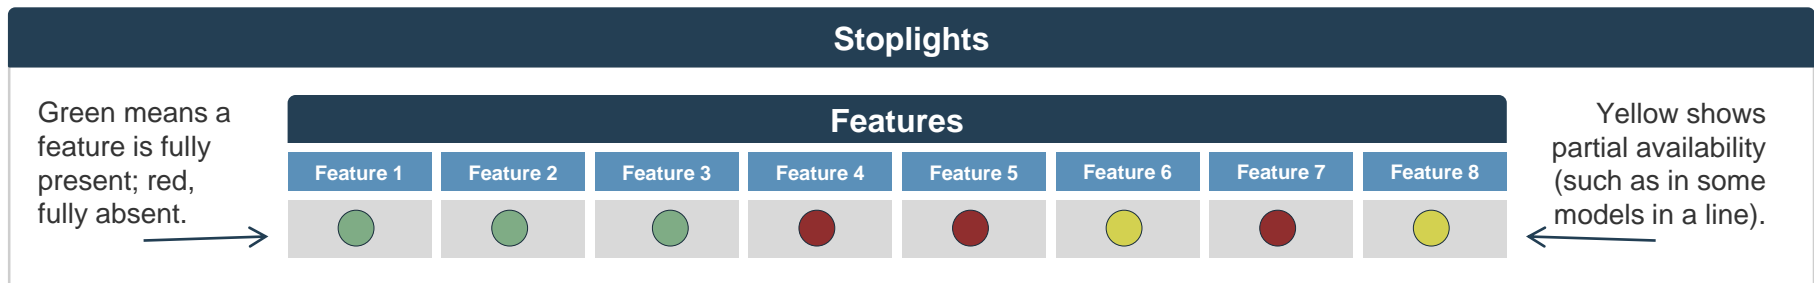 Stoplights
Green means a
feature is fully
present; red,
fully absent.
Features
Feature 1
Feature 2
Feature 3
Feature 4
Feature 5
Feature 6
Feature 7
Feature 8
Yellow shows
partial availability
(such as in some
models in a line).